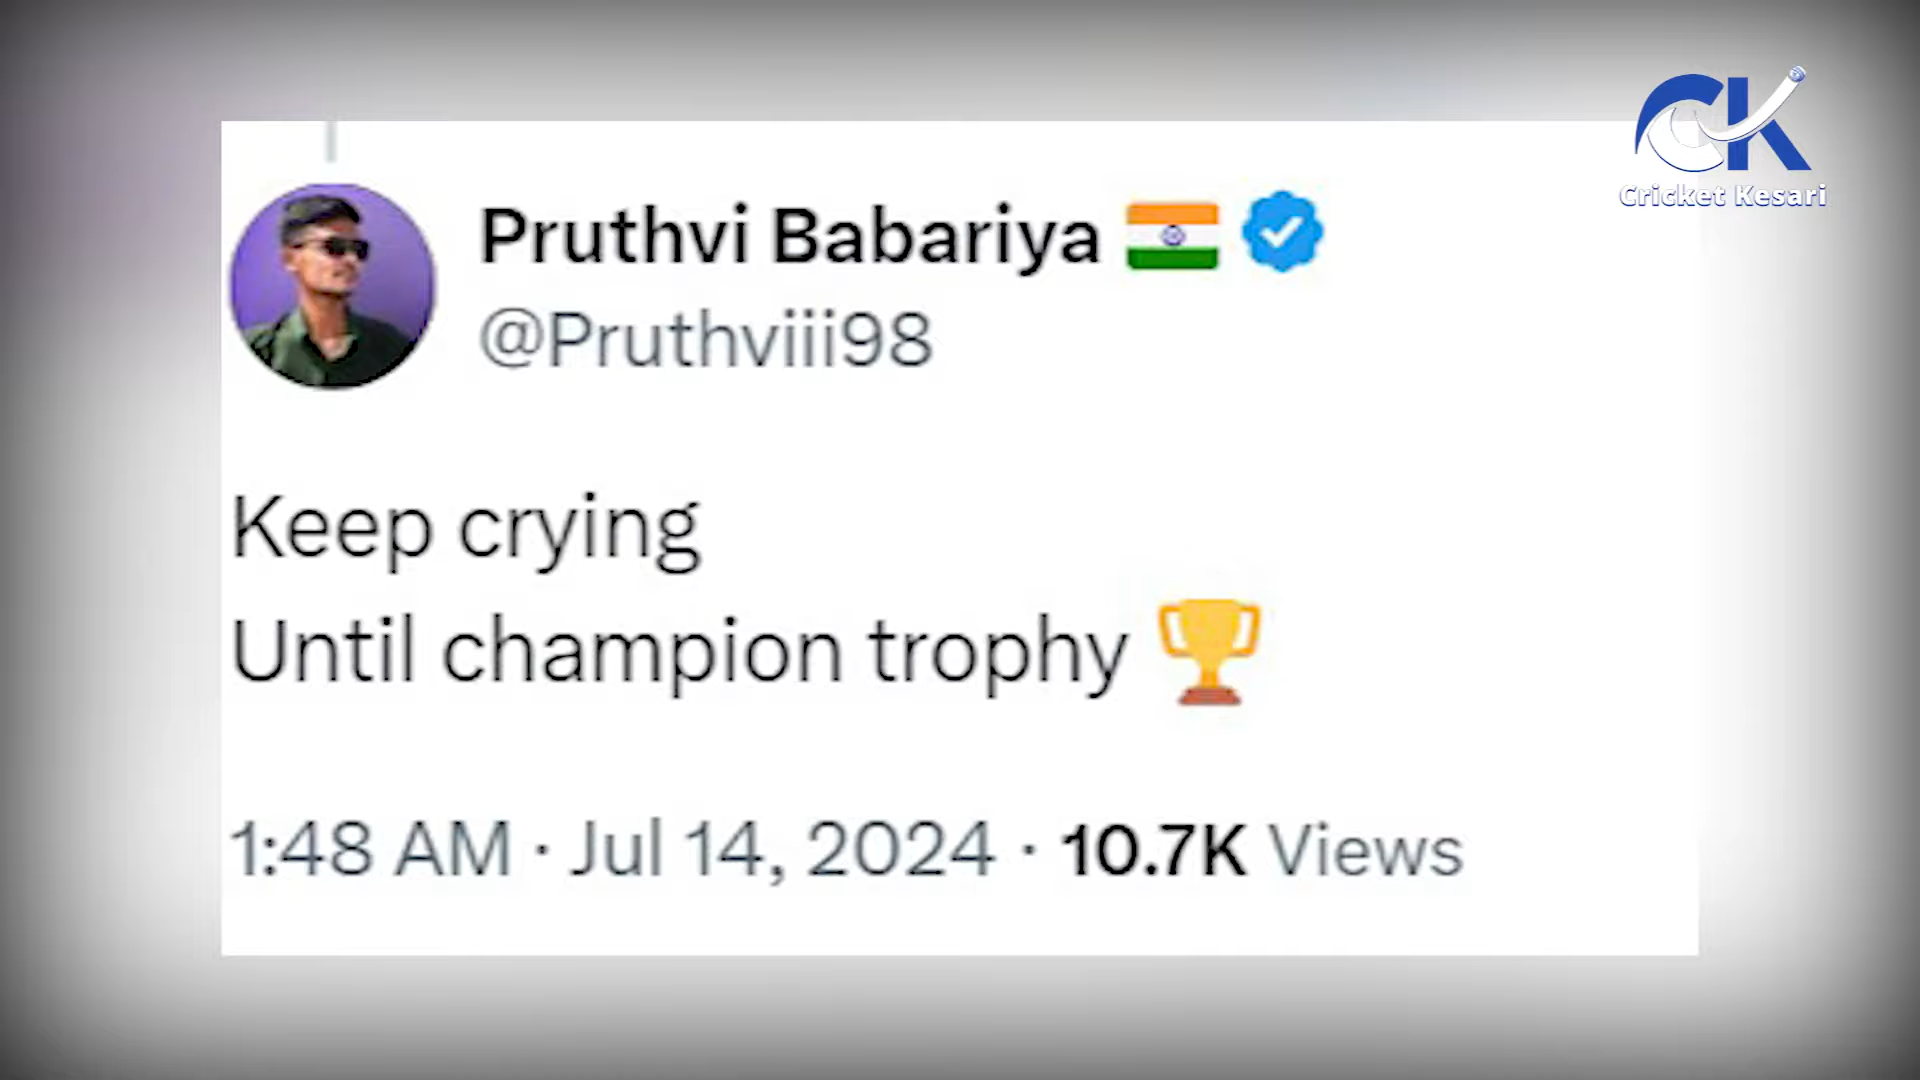 CK
Cricket Kesari
Pruthvi Babariya
@Pruthviii98
Keep crying
Until champion trophy
1:48 AM · Jul 14, 2024 · 10.7K Views